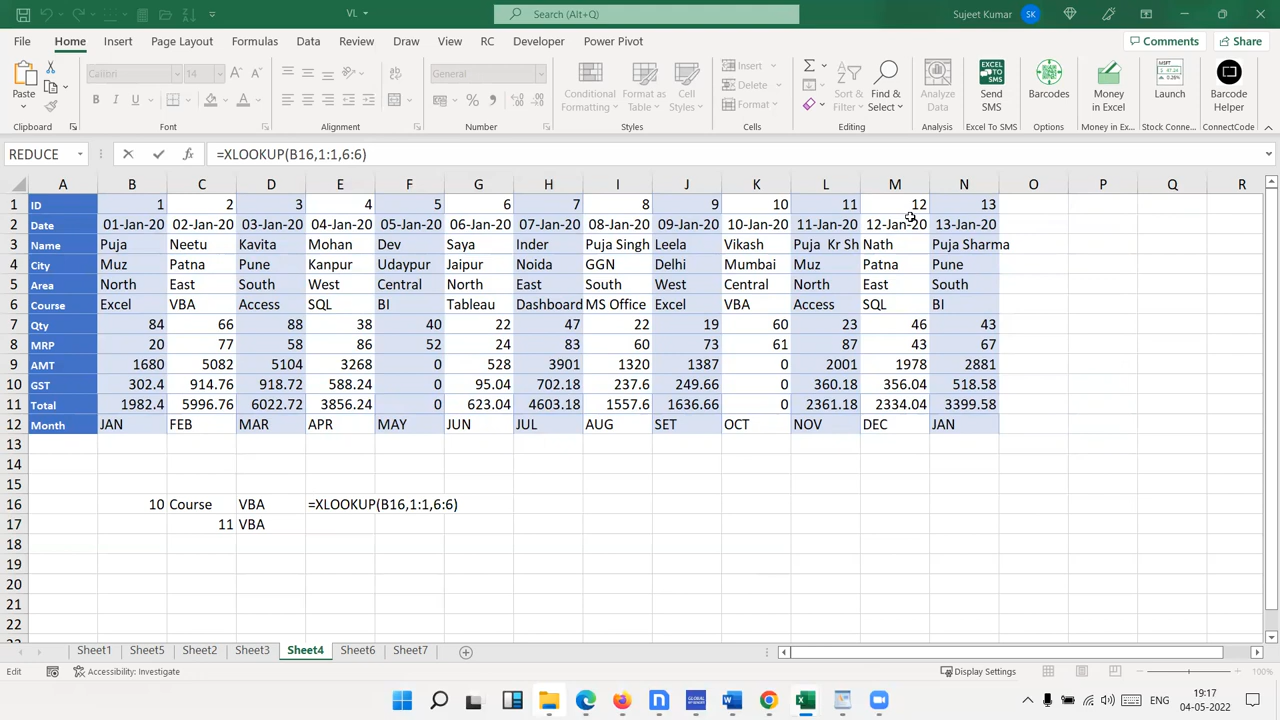 VL
Search (Alt+Q)
Sujeet Kumar
SK
File Home Insert Page Layout Formulas Data Review Draw View RC Developer Help Power Pivot
Comments
Share
Paste
Calibri
14
General
Conditional Formatting
Format as Table
Cell Styles
Insert
Delete
Format
Sort & Filter
Find & Select
Analyze Data
Send SMS
Barcodes
Money in Excel
Launch
Barcode Helper
Clipboard Font Alignment Number Styles Cells Editing Analysis Excel To SMS Options Money in Ex... Stock Conne... ConnectCode
REDUCE
=XLOOKUP(B16,1:1,6:6)
A B C D E F G H I J K L M N O P Q R
1 ID 1 2 3 4 5 6 7 8 9 10 11 12 13
2 Date 01-Jan-20 02-Jan-20 03-Jan-20 04-Jan-20 05-Jan-20 06-Jan-20 07-Jan-20 08-Jan-20 09-Jan-20 10-Jan-20 11-Jan-20 12-Jan-20 13-Jan-20
3 Name Puja Neetu Kavita Mohan Dev Saya Inder Puja Singh Leela Vikash Puja Kr Sh Nath Puja Sharma
4 City Muz Patna Pune Kanpur Udaypur Jaipur Noida GGN Delhi Mumbai Muz Patna Pune
5 Area North East South West Central North East South West Central North East South
6 Course Excel VBA Access SQL BI Tableau Dashboard MS Office Excel VBA Access SQL BI
7 Qty 84 66 88 38 40 22 47 22 19 60 23 46 43
8 MRP 20 77 58 86 52 24 83 60 73 61 87 43 67
9 AMT 1680 5082 5104 3268 0 528 3901 1320 1387 0 2001 1978 2881
10 GST 302.4 914.76 918.72 588.24 0 95.04 702.18 237.6 249.66 0 360.18 356.04 518.58
11 Total 1982.4 5996.76 6022.72 3856.24 0 623.04 4603.18 1557.6 1636.66 0 2361.18 2334.04 3399.58
12 Month JAN FEB MAR APR MAY JUN JUL AUG SET OCT NOV DEC JAN
13
14
15
16 10 Course VBA =XLOOKUP(B16,1:1,6:6)
17 11 VBA
18
19
20
21
22
Sheet1 Sheet5 Sheet2 Sheet3 Sheet4 Sheet6 Sheet7
Edit
Accessibility: Investigate
Display Settings
100%
ENG
19:17
04-05-2022